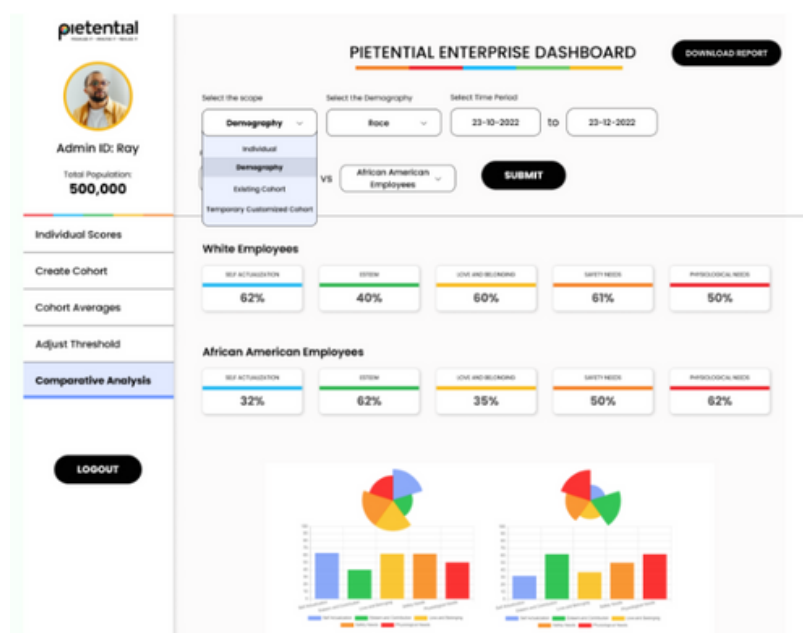 pietential
PIETENTIAL ENTERPRISE DASHBOARD
DOWNLOAD REPORT
Admin ID: Ray
Total Population:
500,000
Individual Scores
Create Cohort
Cohort Averages
Adjust Threshold
Comparative Analysis
LOGOUT
Select the scope
Select the Demography
Select Time Period
Demography
Race
23-10-2022
to
23-12-2022
Individual
Demography
Existing Cohort
Temporary Customized Cohort
VS
African American
Employees
SUBMIT
White Employees
SELF ACTUALIZATION
ESTEEM
LOVE AND BELONGING
SAFETY NEEDS
PHYSIOLOGICAL NEEDS
62%
40%
60%
61%
50%
African American Employees
SELF ACTUALIZATION
ESTEEM
LOVE AND BELONGING
SAFETY NEEDS
PHYSIOLOGICAL NEEDS
32%
62%
35%
50%
62%